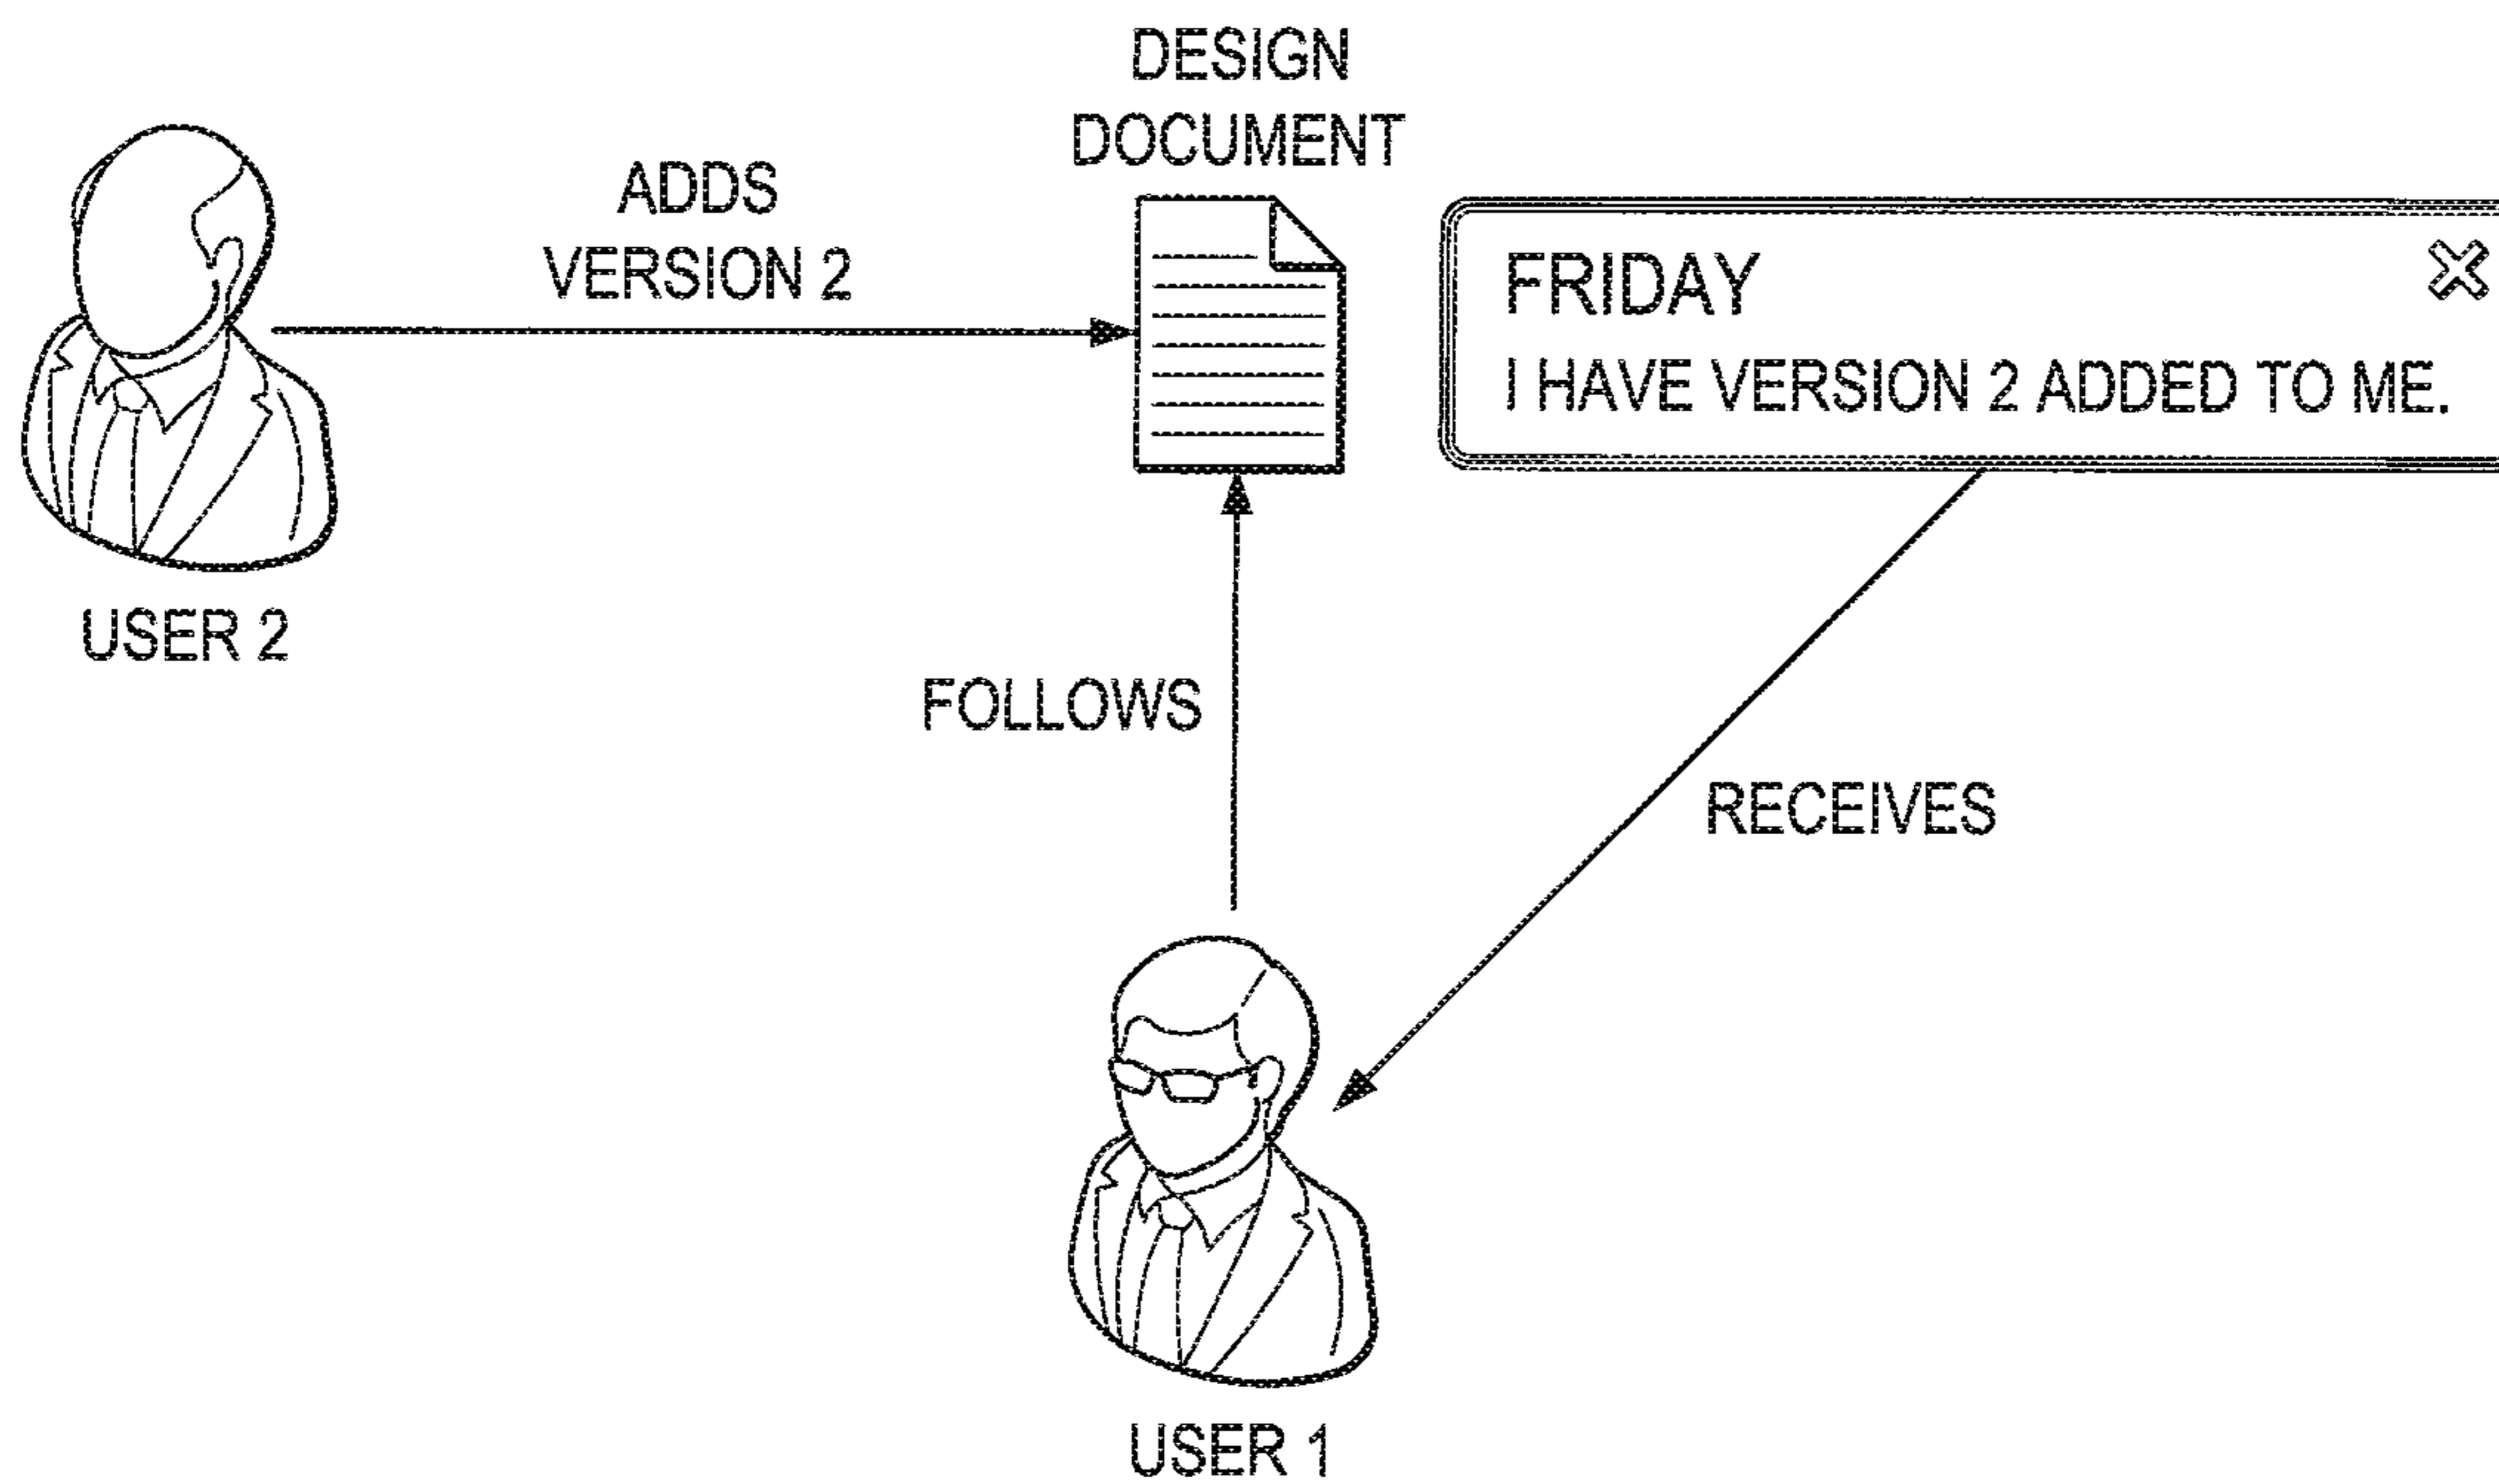 DESIGN
DOCUMENT
ADDS
VERSION 2
FRIDAY
I HAVE VERSION 2 ADDED TO ME.
USER 2
FOLLOWS
RECEIVES
USER 1